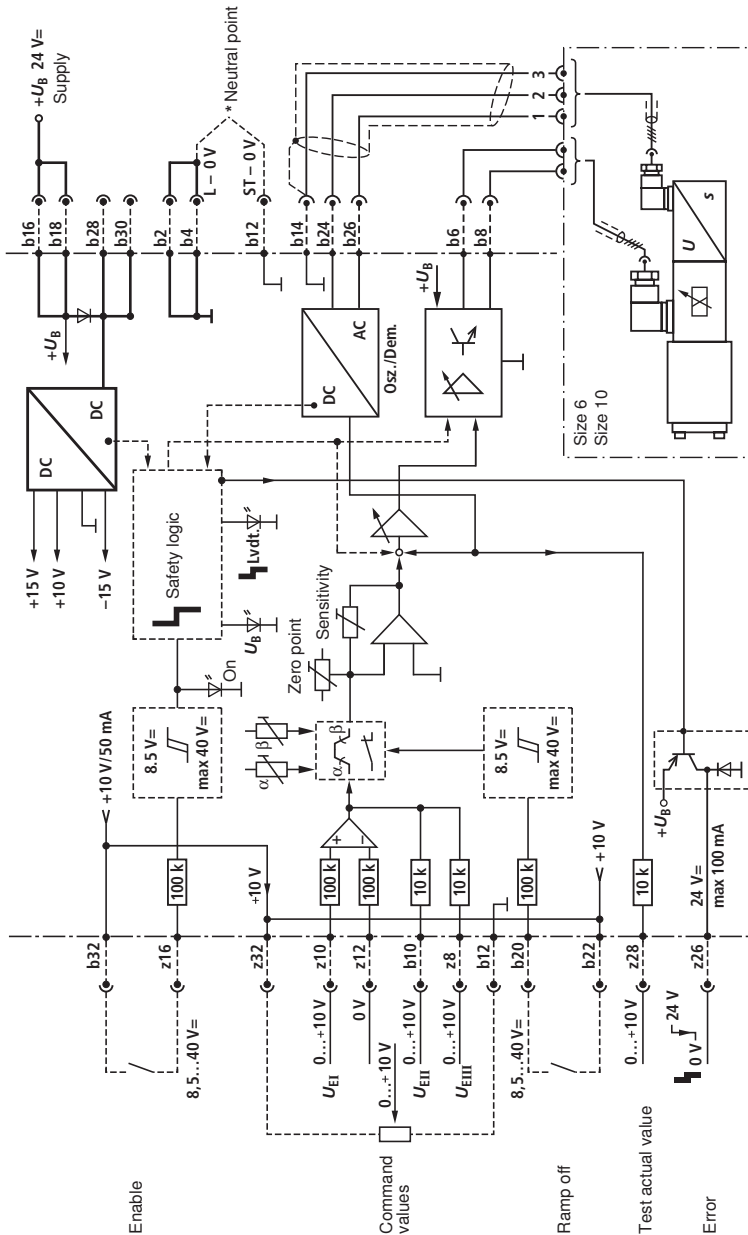 Enable
Command
values
Ramp off
Test actual value
Error
8,5...40 V=
U_EI
0...+10 V
0 V
0...+10 V
U_EII
0...+10 V
U_EIII
0...+10 V
8,5...40 V=
0...+10 V
0 V
24 V
b32
z16
z32
z10
z12
b10
z8
b12
b20
b22
z28
z26
+10 V/50 mA
100 k
+10 V
100 k
100 k
10 k
10 k
100 k
+10 V
10 k
24 V=
max 100 mA
+U_B
8.5 V=
max 40 V=
On
α
β
α
β
+
−
8.5 V=
max 40 V=
Zero point
Sensitivity
Safety logic
U_B
Lvdt.
+15 V
+10 V
−15 V
DC
DC
+U_B
DC
AC
Osz./Dem.
+U_B
b16
b18
b28
b30
b2
b4
b12
b14
b24
b26
b6
b8
+U_B 24 V=
Supply
L – 0 V
ST – 0 V
* Neutral point
1
2
3
Size 6
Size 10
U
s